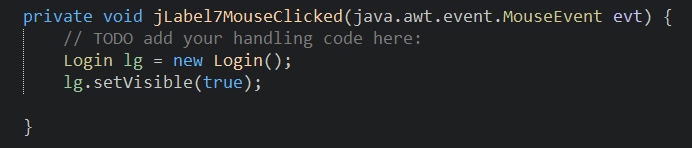 private void jLabel7MouseClicked(java.awt.event.MouseEvent evt) {
// TODO add your handling code here:
Login lg = new Login();
lg.setVisible(true);
}